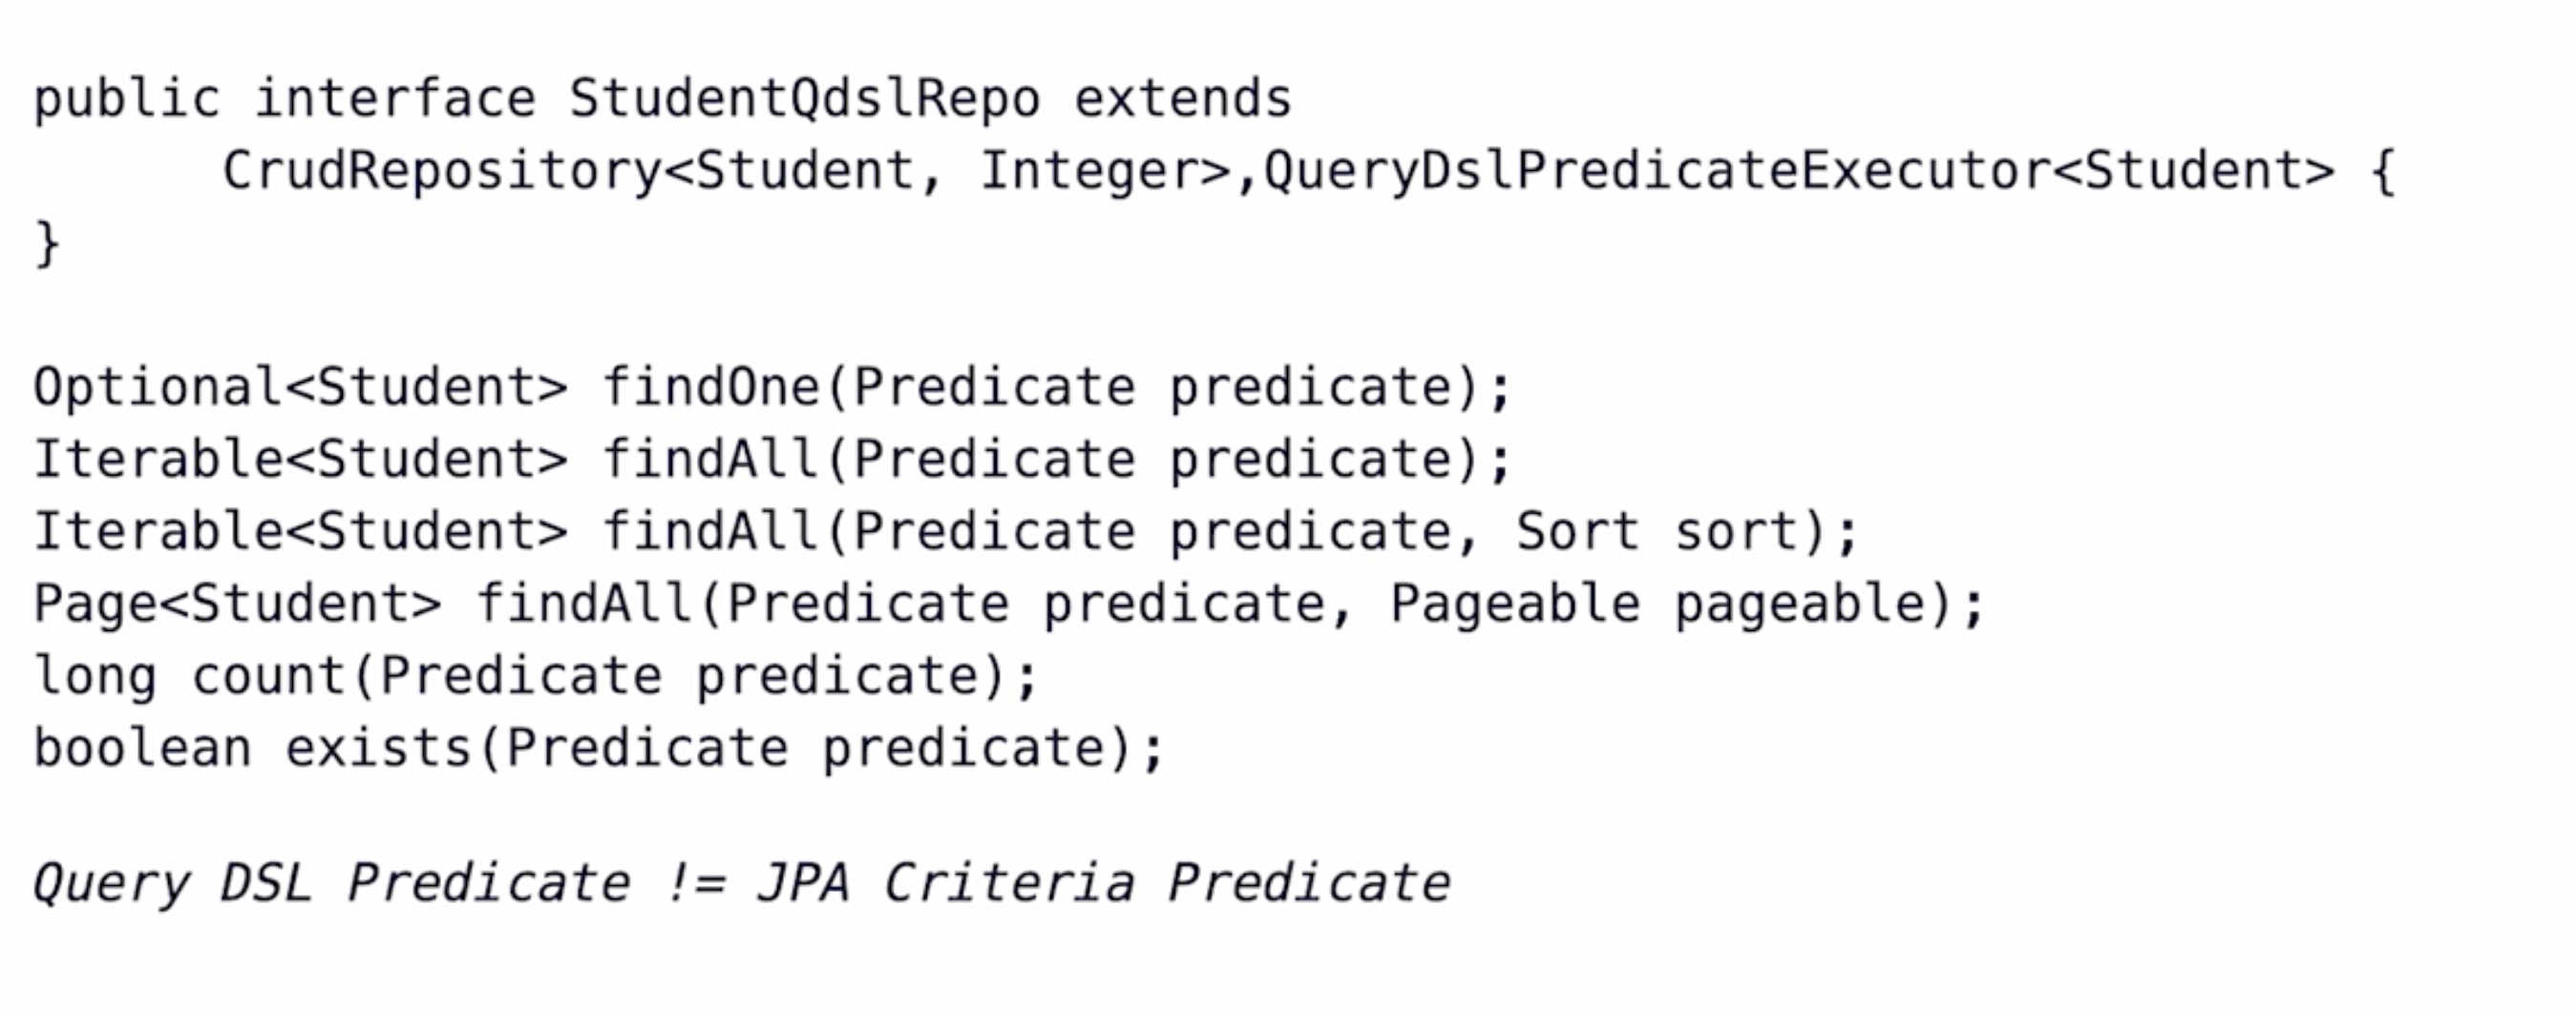 public interface StudentQdslRepo extends
CrudRepository<Student, Integer>,QueryDslPredicateExecutor<Student> {
}
Optional<Student> findOne(Predicate predicate);
Iterable<Student> findAll(Predicate predicate);
Iterable<Student> findAll(Predicate predicate, Sort sort);
Page<Student> findAll(Predicate predicate, Pageable pageable);
long count(Predicate predicate);
boolean exists(Predicate predicate);
Query DSL Predicate != JPA Criteria Predicate